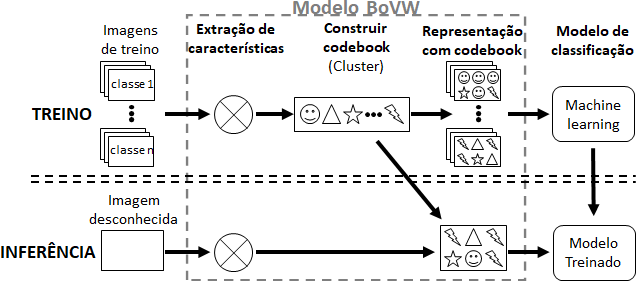 Modelo BoVW
Imagens
de treino
Extração de
características
Construir
codebook
(Cluster)
Representação
com codebook
Modelo de
classificação
TREINO
classe 1
classe n
Machine
learning
Imagem
desconhecida
INFERÊNCIA
Modelo
Treinado